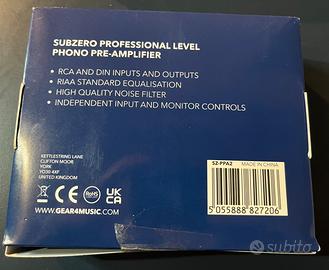 SUBZERO PROFESSIONAL LEVEL
PHONO PRE-AMPLIFIER
• RCA AND DIN INPUTS AND OUTPUTS
• RIAA STANDARD EQUALISATION
• HIGH QUALITY NOISE FILTER
• INDEPENDENT INPUT AND MONITOR CONTROLS
KETTLESTRING LANE
CLIFTON MOOR
YORK
YO30 4XF
UNITED KINGDOM
SZ-PPA2 MADE IN CHINA
CE RoHS UK CA
WWW.GEAR4MUSIC.COM
5 055888 827206
subito